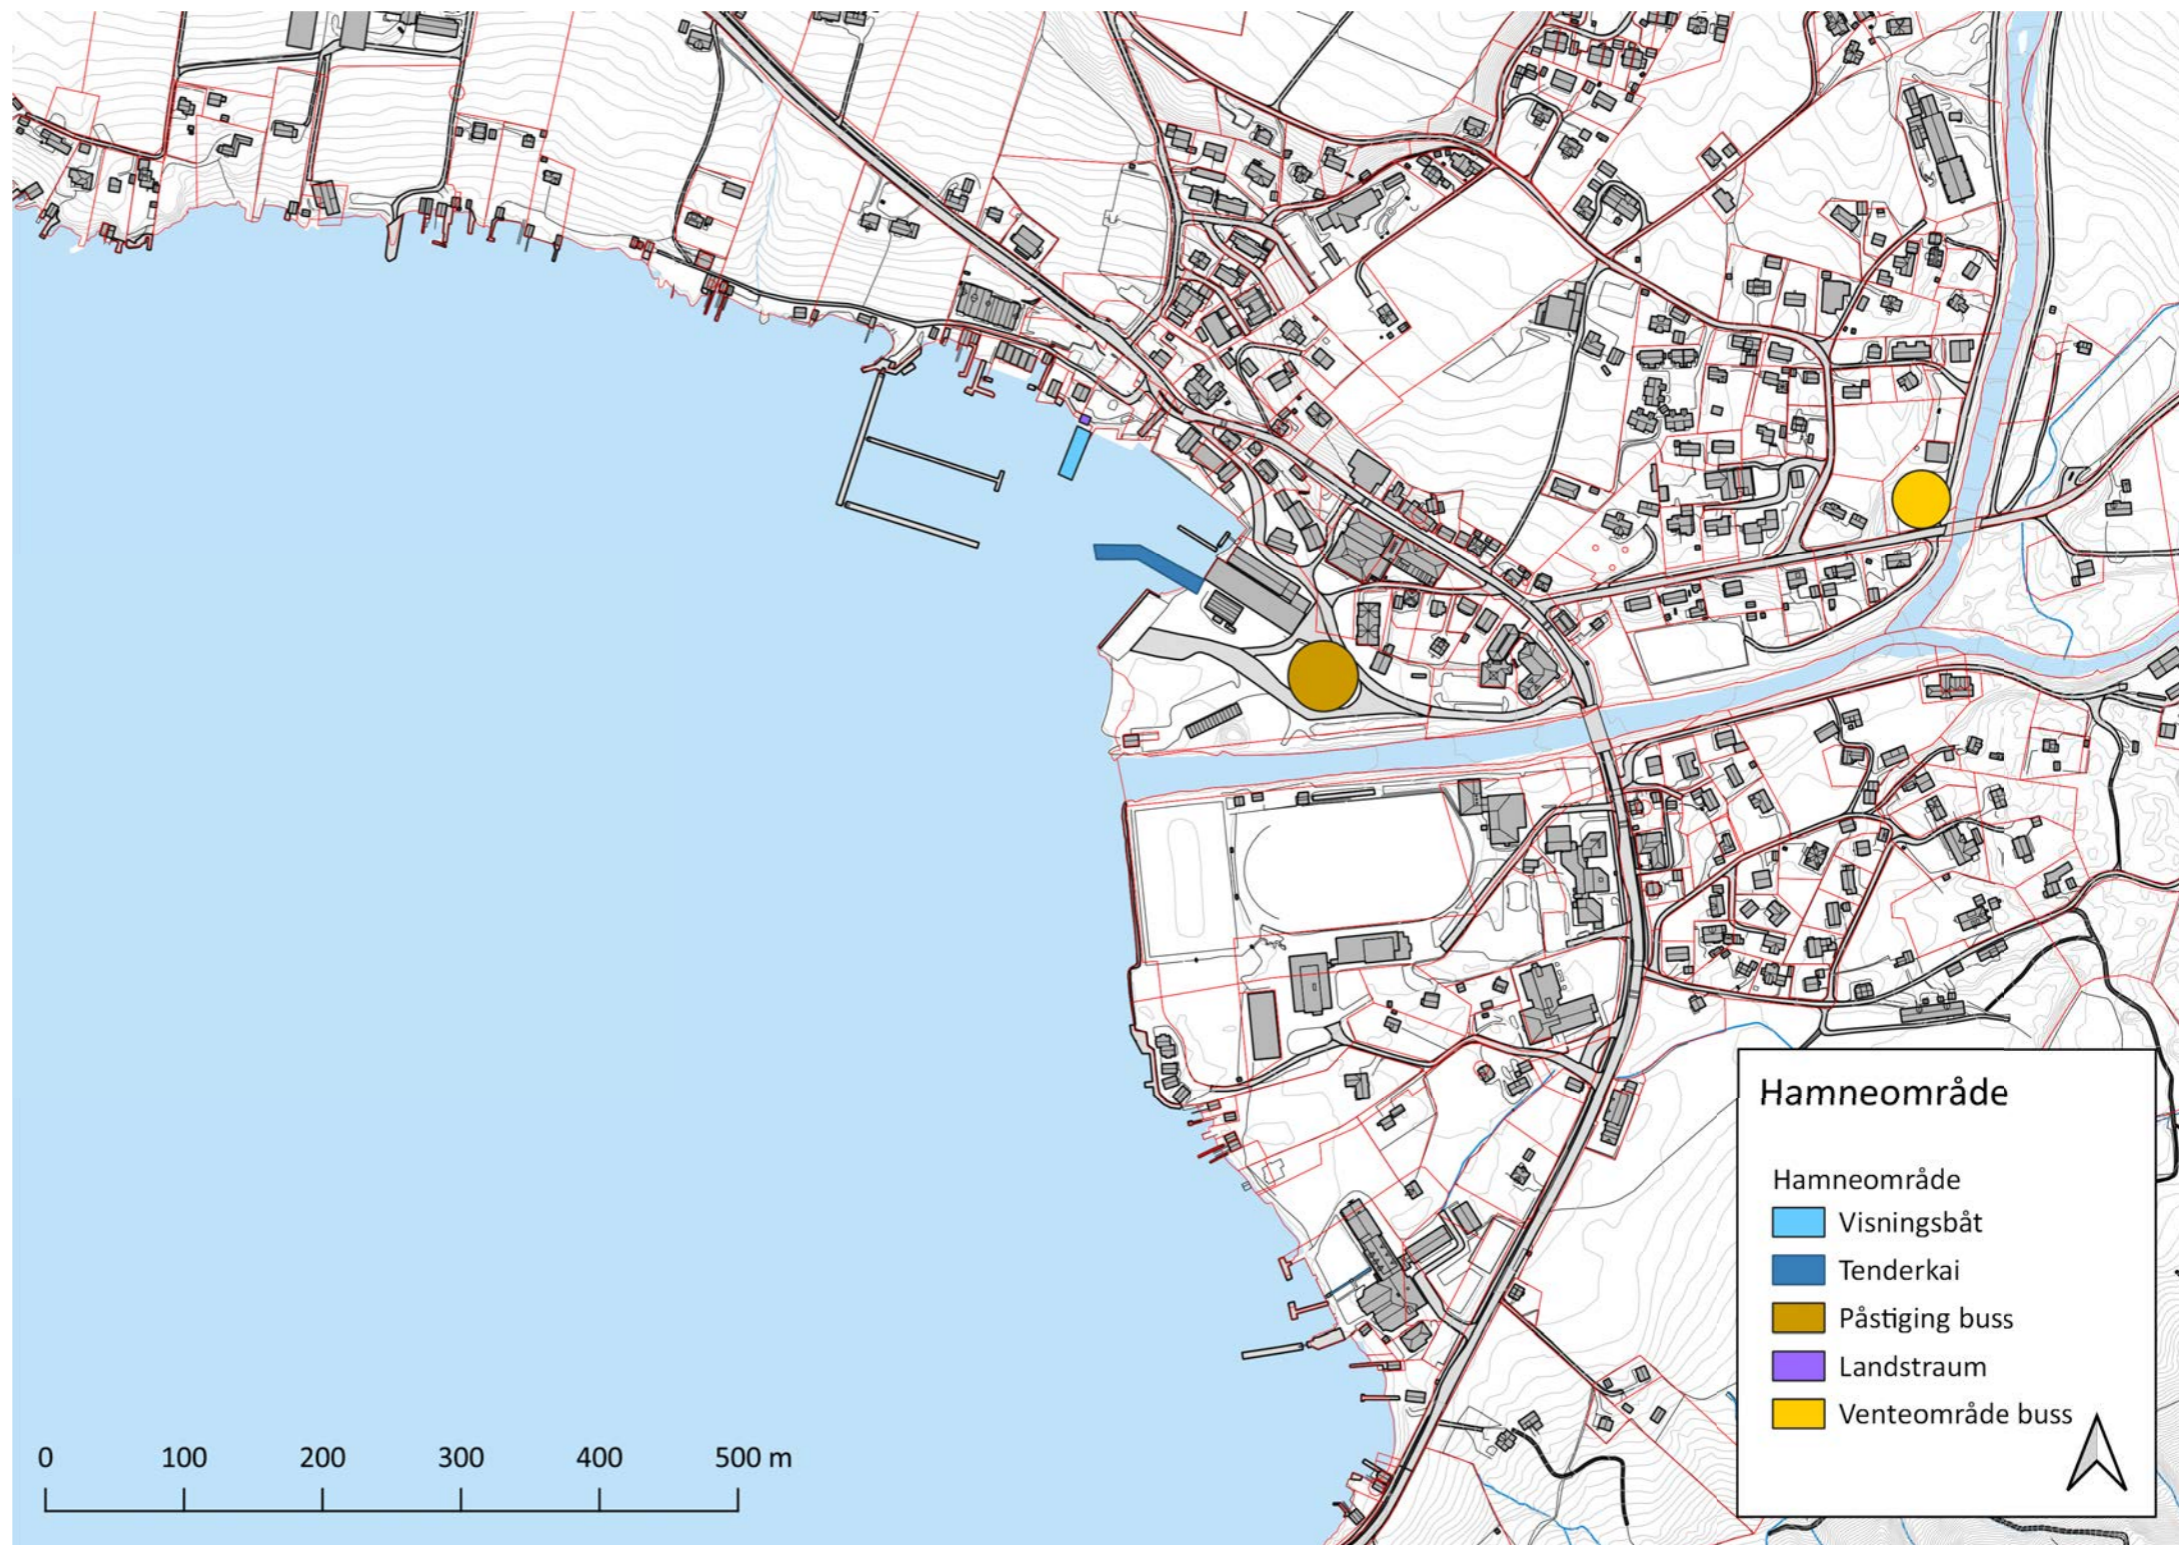 Hamneområde
Hamneområde
Visningsbåt
Tenderkai
Påstiging buss
Landstraum
Venteområde buss
0 100 200 300 400 500 m